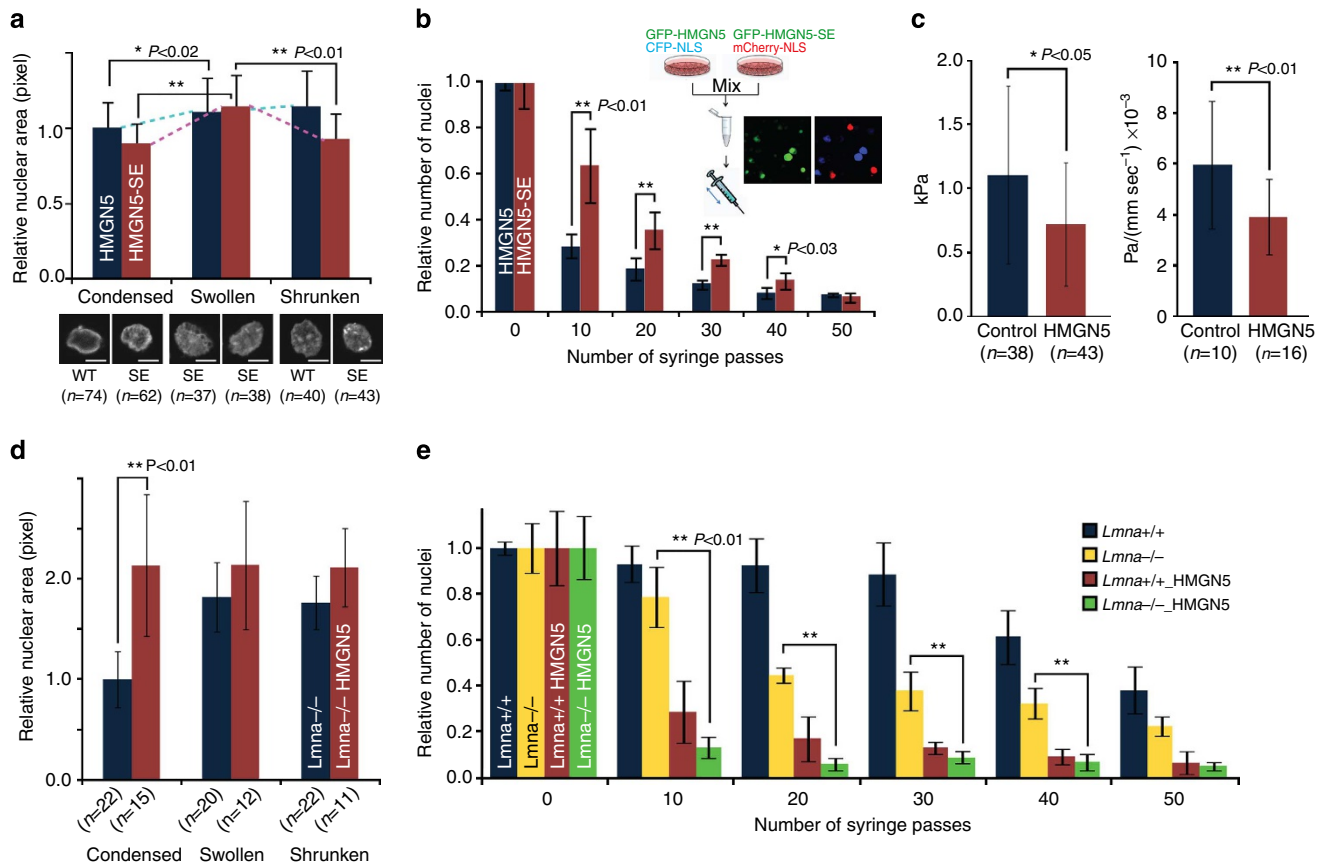 a
* P<0.02
** P<0.01
**
Relative nuclear area (pixel)
1.0
0.5
0.0
HMGN5
HMGN5-SE
Condensed Swollen Shrunken
WT SE SE SE WT SE
(n=74) (n=62) (n=37) (n=38) (n=40) (n=43)
b
GFP-HMGN5 GFP-HMGN5-SE
CFP-NLS mCherry-NLS
Mix
Relative number of nuclei
1.0
0.8
0.6
0.4
0.2
0.0
HMGN5
HMGN5-SE
** P<0.01
**
**
* P<0.03
0 10 20 30 40 50
Number of syringe passes
c
kPa
2.0
1.5
1.0
0.5
0.0
* P<0.05
Control HMGN5
(n=38) (n=43)
Pa/(mm sec⁻¹) ×10⁻³
10
8
6
4
2
0
** P<0.01
Control HMGN5
(n=10) (n=16)
d
** P<0.01
Relative nuclear area (pixel)
2.0
1.0
0.0
Lmna–/–
Lmna–/– HMGN5
(n=22) (n=15) (n=20) (n=12) (n=22) (n=11)
Condensed Swollen Shrunken
e
Relative number of nuclei
1.0
0.8
0.6
0.4
0.2
0.0
Lmna+/+
Lmna–/–
Lmna+/+ HMGN5
Lmna–/– HMGN5
** P<0.01
**
**
**
Lmna+/+
Lmna–/–
Lmna+/+_HMGN5
Lmna–/–_HMGN5
0 10 20 30 40 50
Number of syringe passes